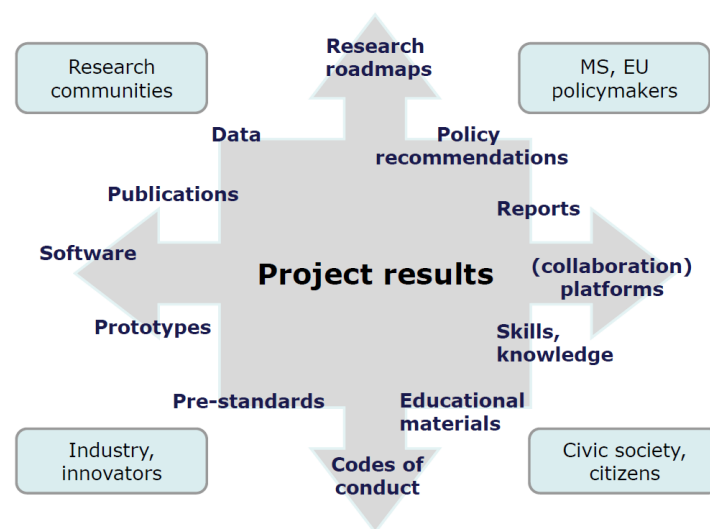 Research
roadmaps
Research
communities
MS, EU
policymakers
Data
Policy
recommendations
Publications
Reports
Software
Project results
(collaboration)
platforms
Prototypes
Skills,
knowledge
Pre-standards
Educational
materials
Industry,
innovators
Codes of
conduct
Civic society,
citizens